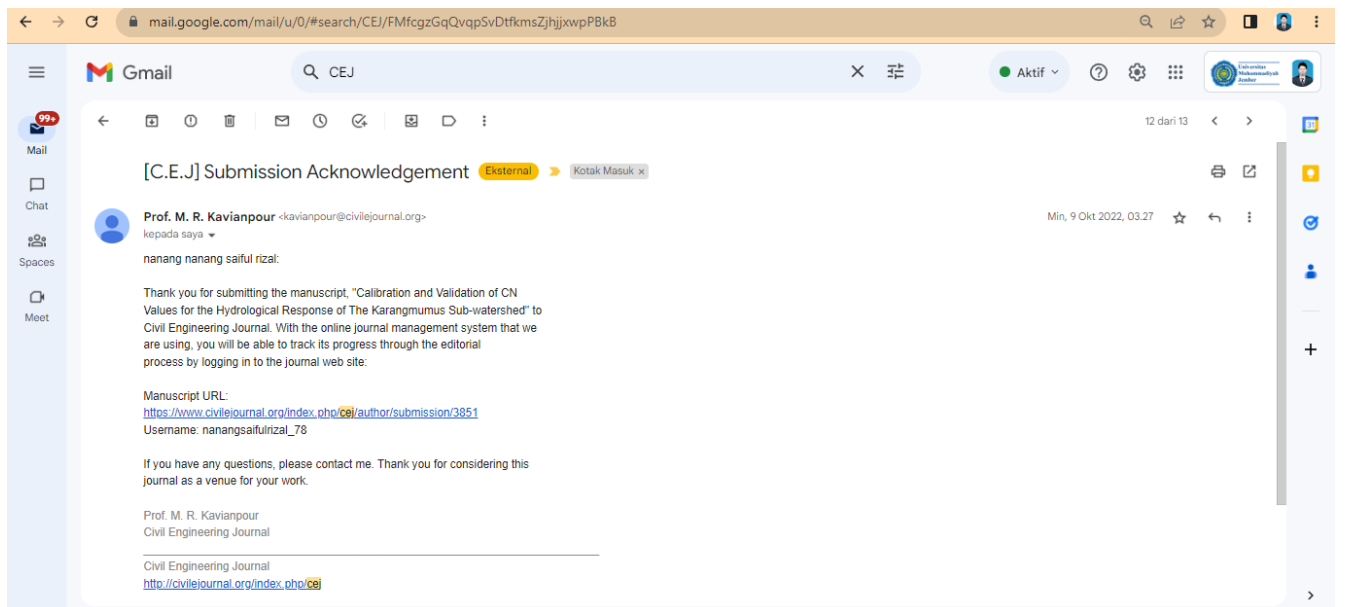 mail.google.com/mail/u/0/#search/CEJ/FMfcgzGqQvqpSvDtfkmsZjhjjxwpPBkB
Gmail
CEJ
Aktif
Universitas
Muhammadiyah
Jember
99+
Mail
Chat
Spaces
Meet
12 dari 13
31
[C.E.J] Submission Acknowledgement Eksternal Kotak Masuk x
Prof. M. R. Kavianpour <kavianpour@civilejournal.org>
Min, 9 Okt 2022, 03.27
kepada saya
nanang nanang saiful rizal:
Thank you for submitting the manuscript, "Calibration and Validation of CN
Values for the Hydrological Response of The Karangmumus Sub-watershed" to
Civil Engineering Journal. With the online journal management system that we
are using, you will be able to track its progress through the editorial
process by logging in to the journal web site:
Manuscript URL:
https://www.civilejournal.org/index.php/cej/author/submission/3851
Username: nanangsaifulrizal_78
If you have any questions, please contact me. Thank you for considering this
journal as a venue for your work.
Prof. M. R. Kavianpour
Civil Engineering Journal
Civil Engineering Journal
http://civilejournal.org/index.php/cej